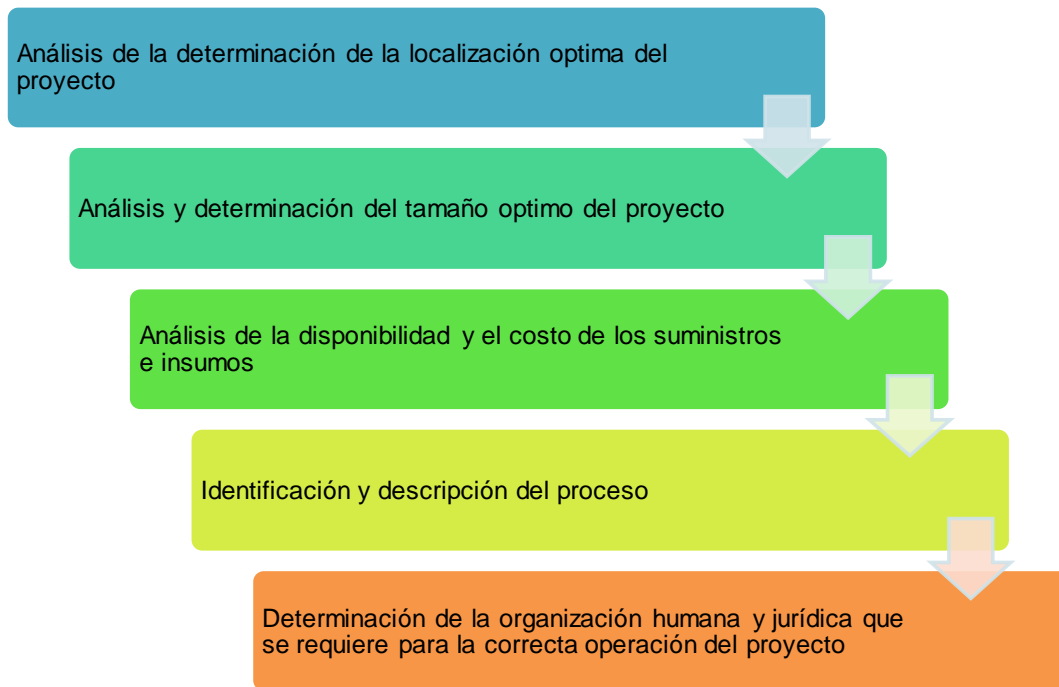 Análisis de la determinación de la localización optima del
proyecto
Análisis y determinación del tamaño optimo del proyecto
Análisis de la disponibilidad y el costo de los suministros
e insumos
Identificación y descripción del proceso
Determinación de la organización humana y jurídica que
se requiere para la correcta operación del proyecto